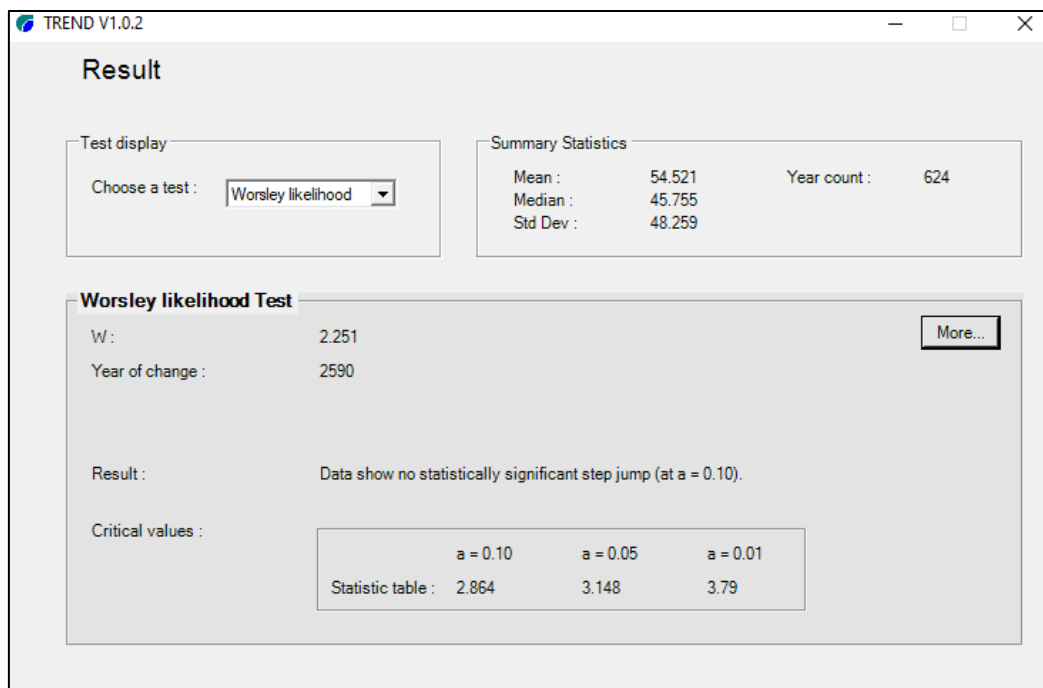 TREND V1.0.2
Result
Test display
Choose a test : Worsley likelihood
Summary Statistics
Mean : 54.521 Year count : 624
Median : 45.755
Std Dev : 48.259
Worsley likelihood Test
W : 2.251
More...
Year of change : 2590
Result : Data show no statistically significant step jump (at a = 0.10).
Critical values :
a = 0.10 a = 0.05 a = 0.01
Statistic table : 2.864 3.148 3.79